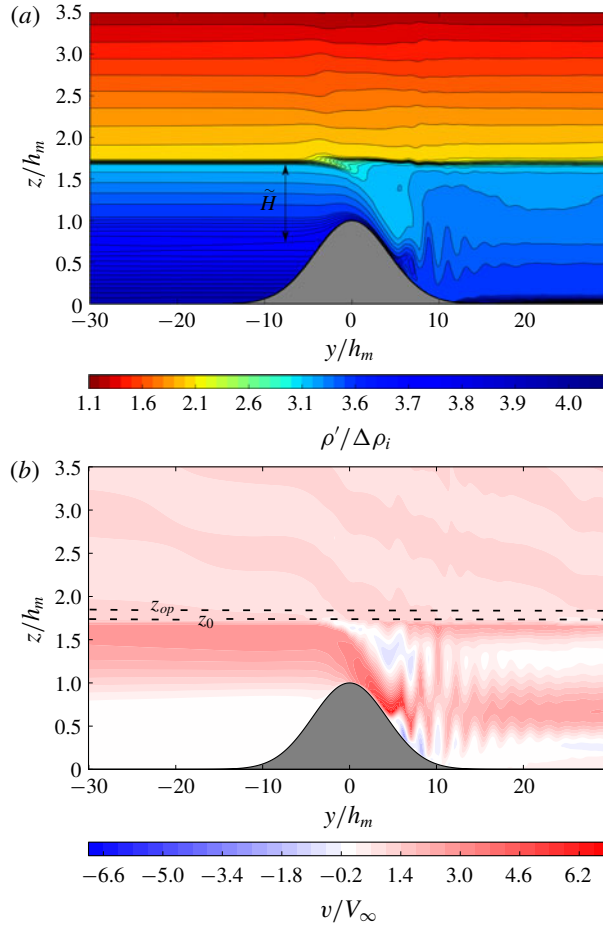 (a)
3.5
3.0
2.5
2.0
1.5
1.0
0.5
0
z/h_m
H̃
−30 −20 −10 0 10 20
y/h_m
1.1 1.6 2.1 2.6 3.1 3.6 3.7 3.8 3.9 4.0
ρ′/Δρ_i
(b)
3.5
3.0
2.5
2.0
1.5
1.0
0.5
0
z/h_m
z_op
z_0
−30 −20 −10 0 10 20
y/h_m
−6.6 −5.0 −3.4 −1.8 −0.2 1.4 3.0 4.6 6.2
v/V_∞